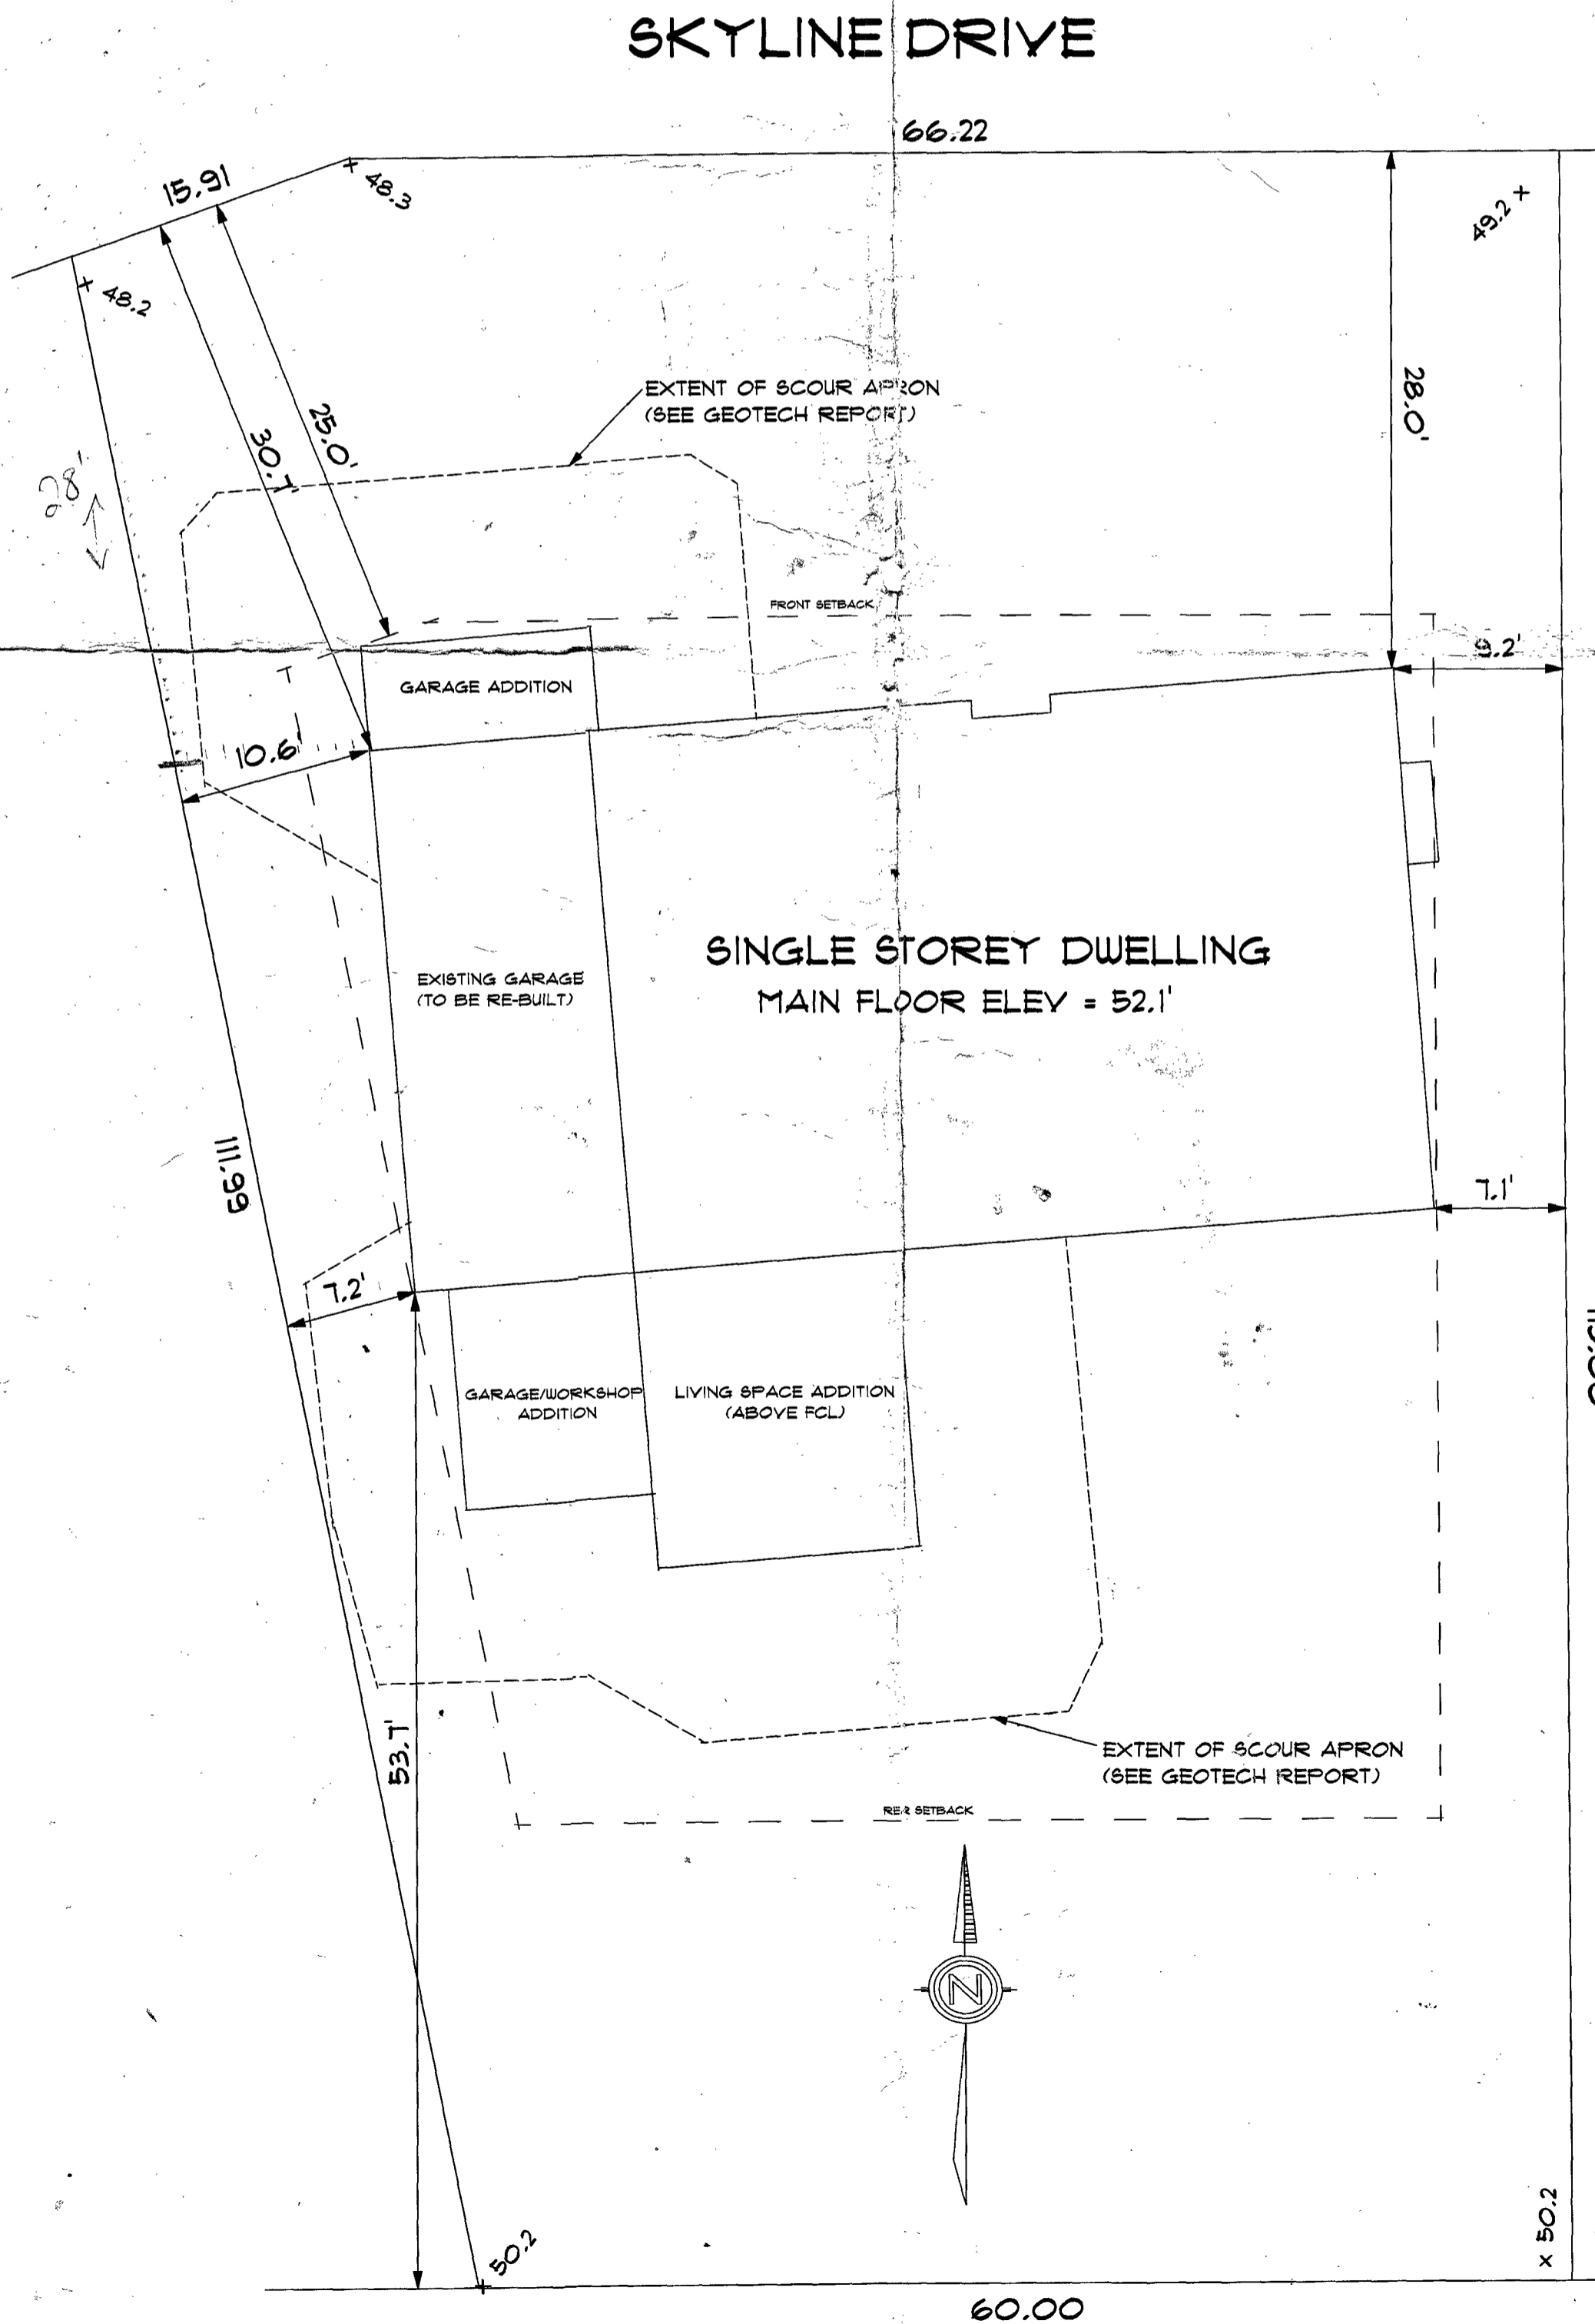 SKYLINE DRIVE
66.22
15.91
48.3
49.2
48.2
EXTENT OF SCOUR APRON
(SEE GEOTECH REPORT)
28.0'
25.0'
30.7'
28'
FRONT SETBACK
9.2'
GARAGE ADDITION
10.6'
SINGLE STOREY DWELLING
MAIN FLOOR ELEV = 52.1'
EXISTING GARAGE
(TO BE RE-BUILT)
111.99
7.1'
7.2'
GARAGE/WORKSHOP
ADDITION
LIVING SPACE ADDITION
(ABOVE FCL)
53.7'
EXTENT OF SCOUR APRON
(SEE GEOTECH REPORT)
REAR SETBACK
N
50.2
x 50.2
60.00